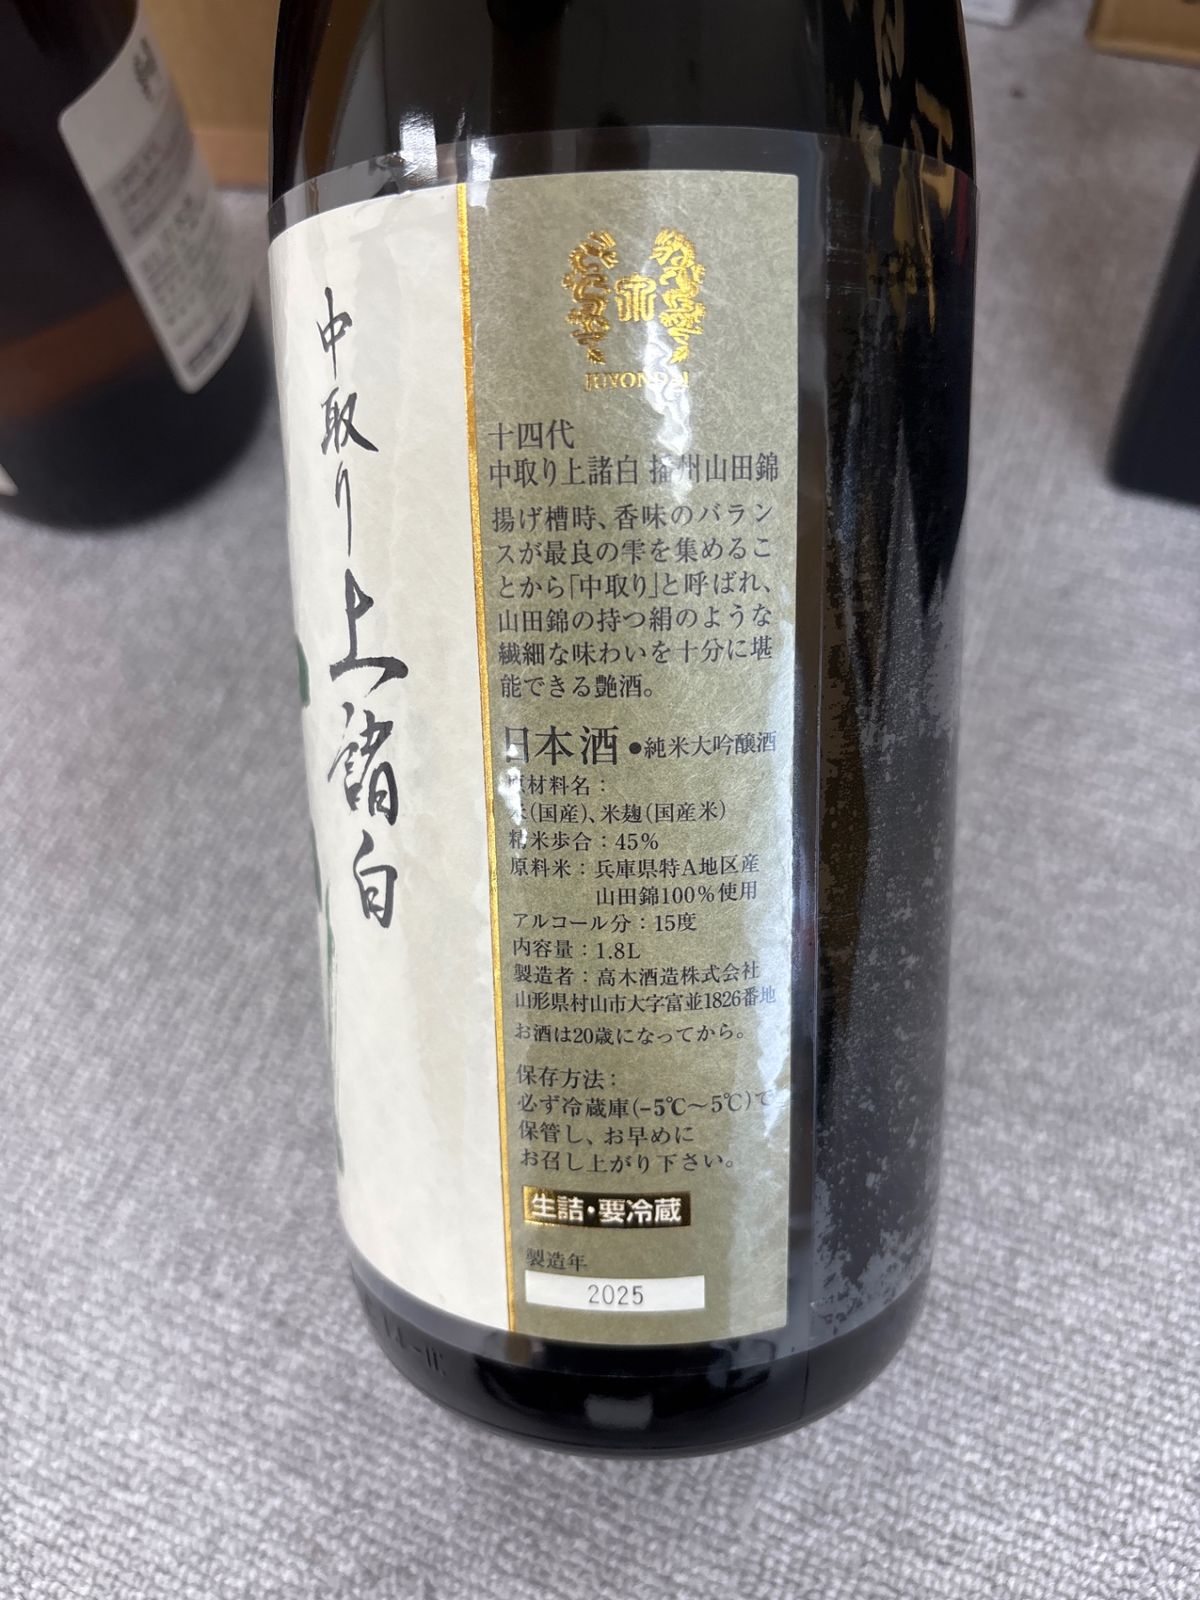 中取り上諸白
JUYONDAI
十四代
中取り上諸白 播州山田錦
揚げ槽時、香味のバラン
スが最良の雫を集めるこ
とから「中取り」と呼ばれ、
山田錦の持つ絹のような
繊細な味わいを十分に堪
能できる艶酒。
日本酒●純米大吟醸酒
原材料名：
米(国産)、米麹(国産米)
精米歩合：45%
原料米：兵庫県特A地区産
山田錦100%使用
アルコール分：15度
内容量：1.8L
製造者：高木酒造株式会社
山形県村山市大字富並1826番地
お酒は20歳になってから。
保存方法：
必ず冷蔵庫(−5℃〜5℃)で
保管し、お早めに
お召し上がり下さい。
生詰・要冷蔵
製造年
2025